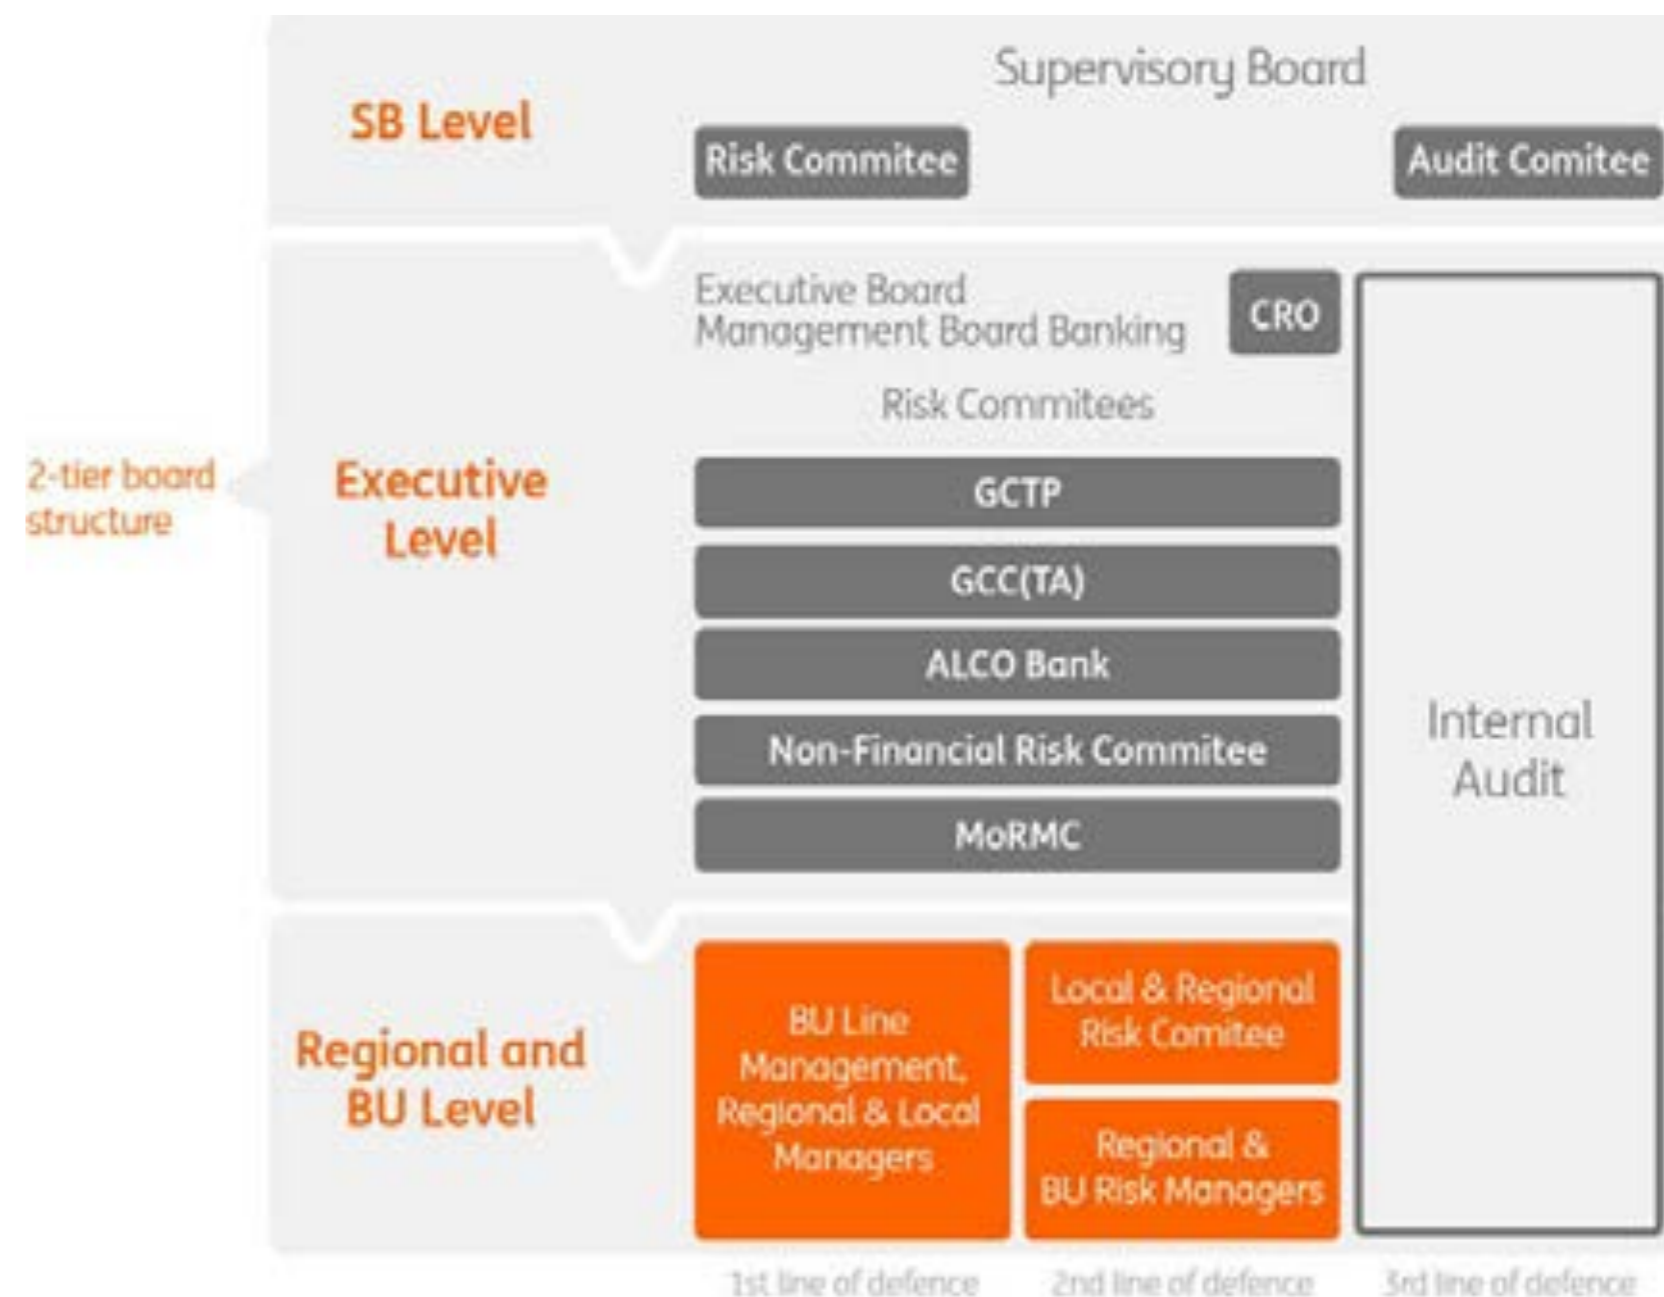 Supervisory Board
SB Level
Risk Commitee
Audit Comitee
Executive Board
Management Board Banking
CRO
Risk Commitees
2-tier board
structure
Executive
Level
GCTP
GCC(TA)
ALCO Bank
Non-Financial Risk Commitee
MoRMC
Internal
Audit
Regional and
BU Level
BU Line
Management,
Regional & Local
Managers
Local & Regional
Risk Comitee
Regional &
BU Risk Managers
1st line of defence
2nd line of defence
3rd line of defence